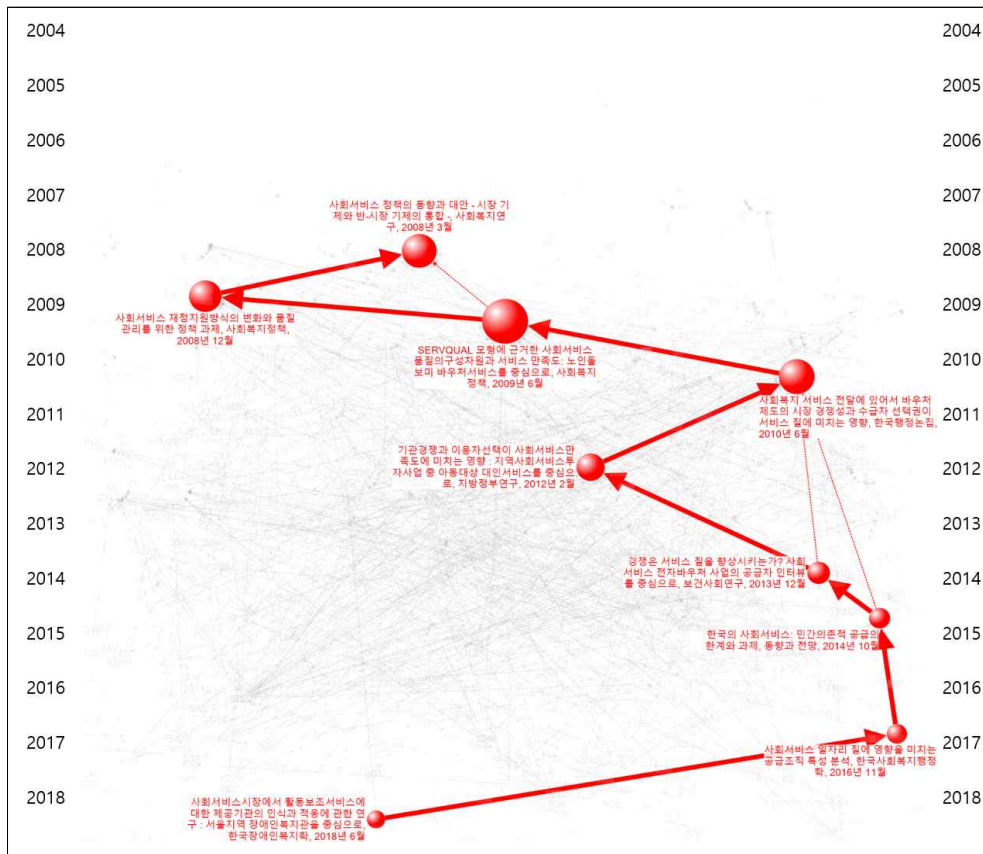 2004
2004
2005
2005
2006
2006
2007
2007
사회서비스 정책의 동향과 대안 - 시장 기
제와 반-시장 기제의 통합 -, 사회복지연
구, 2008년 3월
2008
2008
2009
2009
사회서비스 재정지원방식의 변화와 품질
관리를 위한 정책 과제, 사회복지정책,
2008년 12월
SERVQUAL 모형에 근거한 사회서비스
품질의구성차원과 서비스 만족도: 노인돌
보미 바우처서비스를 중심으로, 사회복지
정책, 2009년 6월
2010
2010
사회복지 서비스 전달에 있어서 바우처
제도의 시장 경쟁성과 수급자 선택권이
서비스 질에 미치는 영향, 한국행정논집,
2010년 6월
2011
2011
기관경쟁과 이용자선택이 사회서비스만
족도에 미치는 영향 : 지역사회서비스투
자사업 중 아동대상 대인서비스를 중심으
로, 지방정부연구, 2012년 2월
2012
2012
2013
2013
경쟁은 서비스 질을 향상시키는가? 사회
서비스 전자바우처 사업의 공급자 인터뷰
를 중심으로, 보건사회연구, 2013년 12월
2014
2014
한국의 사회서비스: 민간의존적 공급의
한계와 과제, 동향과 전망, 2014년 10월
2015
2015
2016
2016
2017
2017
사회서비스 일자리 질에 영향을 미치는
공급조직 특성 분석, 한국사회복지행정
학, 2016년 11월
2018
2018
사회서비스시장에서 활동보조서비스에
대한 제공기관의 인식과 적응에 관한 연
구 : 서울지역 장애인복지관을 중심으로,
한국장애인복지학, 2018년 6월